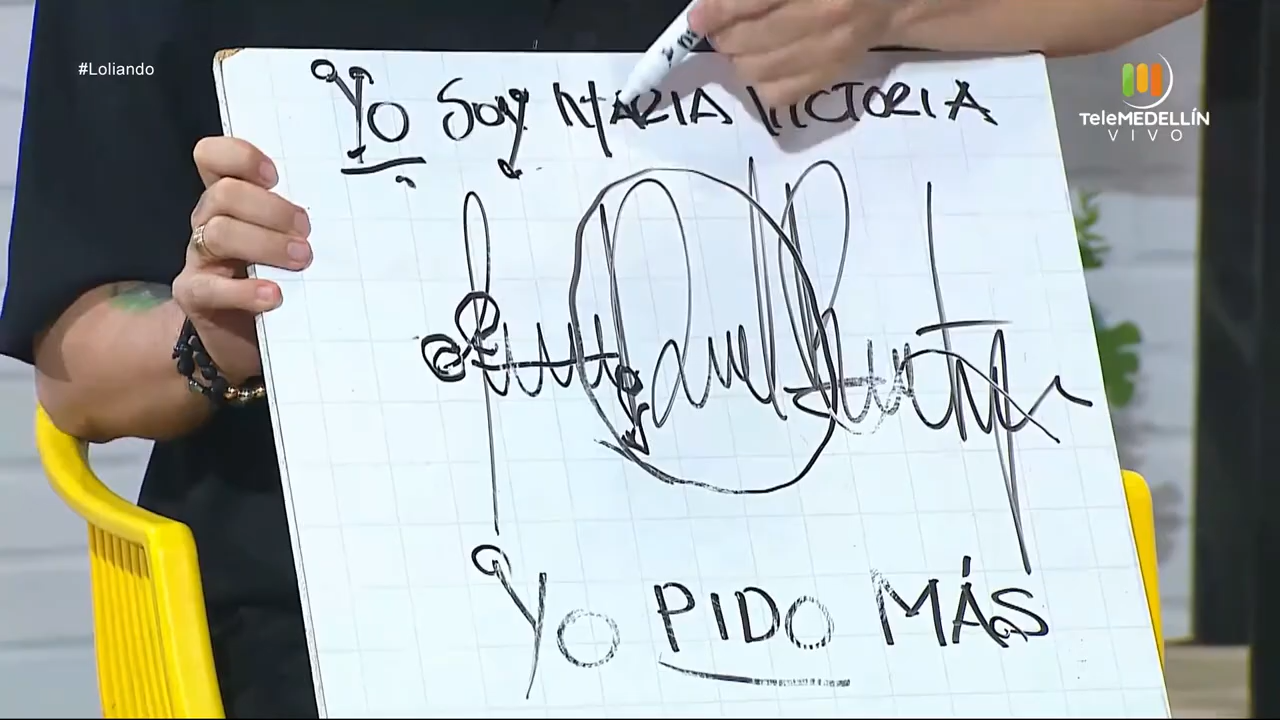 #Loliando
TeleMEDELLÍN
VIVO
YO SOY MARIA VICTORIA
YO PIDO MÁS